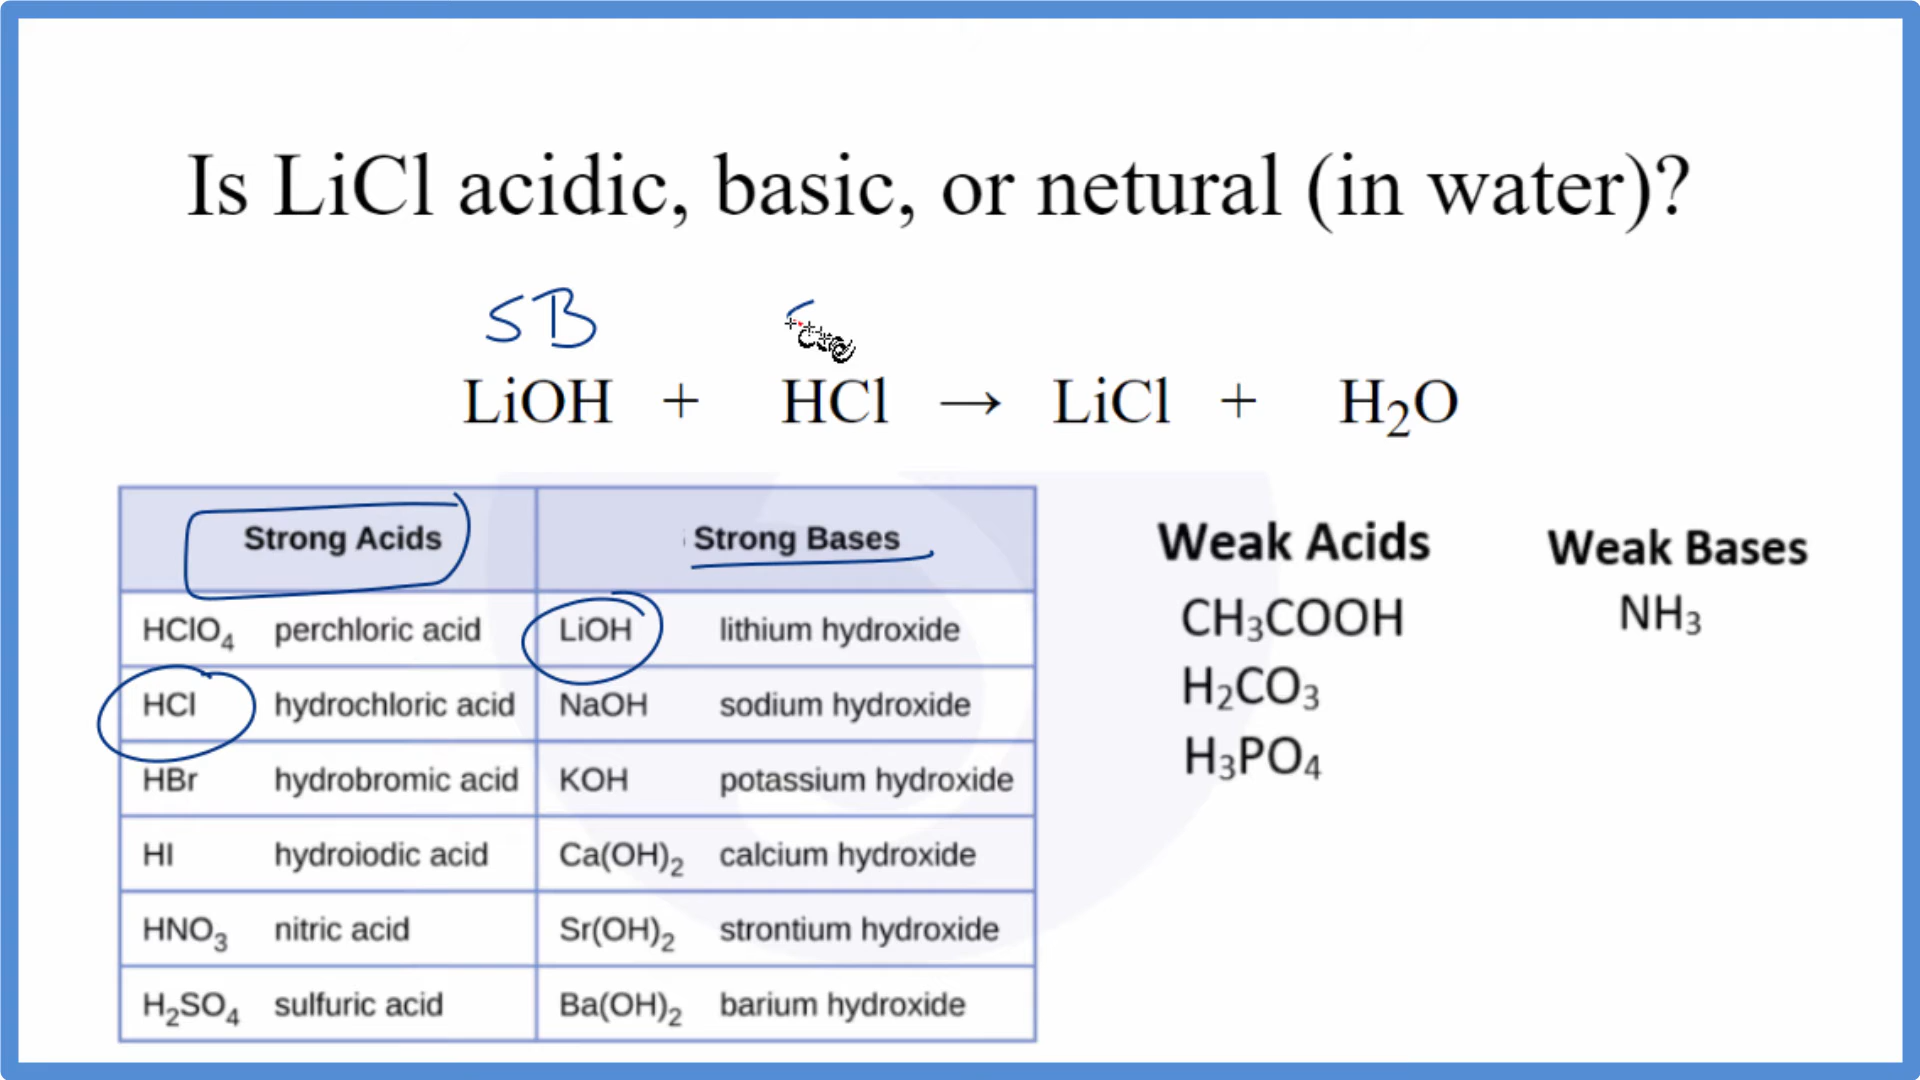 Is LiCl acidic, basic, or netural (in water)?
SB
LiOH + HCl → LiCl + H₂O
Strong Acids Strong Bases
HClO₄ perchloric acid LiOH lithium hydroxide
HCl hydrochloric acid NaOH sodium hydroxide
HBr hydrobromic acid KOH potassium hydroxide
HI hydroiodic acid Ca(OH)₂ calcium hydroxide
HNO₃ nitric acid Sr(OH)₂ strontium hydroxide
H₂SO₄ sulfuric acid Ba(OH)₂ barium hydroxide
Weak Acids Weak Bases
CH₃COOH NH₃
H₂CO₃
H₃PO₄